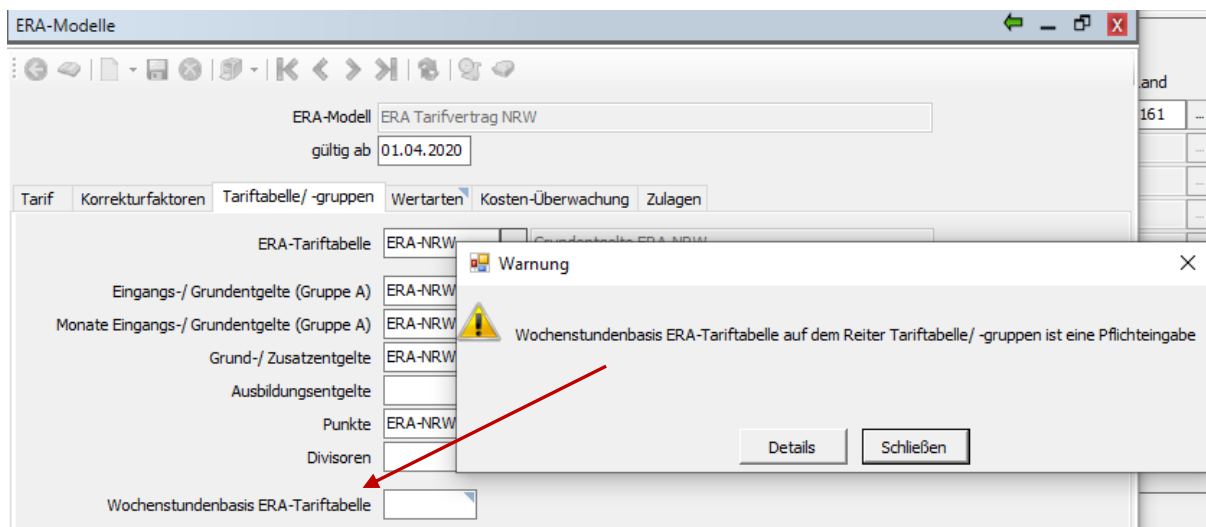 ERA-Modelle
and
ERA-Modell ERA Tarifvertrag NRW
161 ...
gültig ab 01.04.2020
Tarif Korrekturfaktoren Tariftabelle/ -gruppen Wertarten Kosten-Überwachung Zulagen
ERA-Tariftabelle ERA-NRW Grundentgelte ERA-NRW
Warnung
Eingangs-/ Grundentgelte (Gruppe A) ERA-NRW
Monate Eingangs-/ Grundentgelte (Gruppe A) ERA-NRW
Wochenstundenbasis ERA-Tariftabelle auf dem Reiter Tariftabelle/ -gruppen ist eine Pflichteingabe
Grund-/ Zusatzentgelte ERA-NRW
Ausbildungsentgelte
Punkte ERA-NRW
Details Schließen
Divisoren
Wochenstundenbasis ERA-Tariftabelle